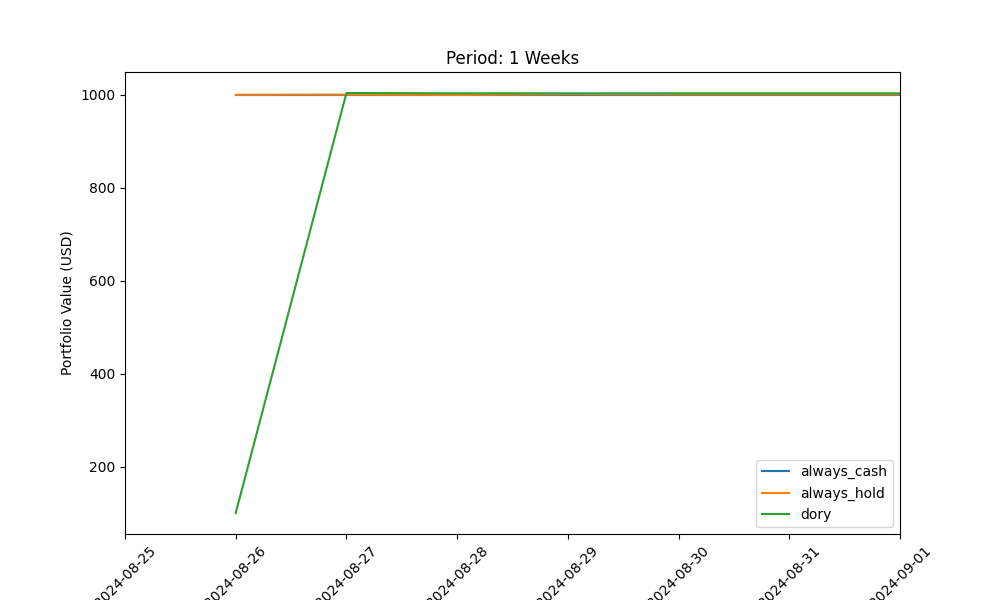 Period: 1 Weeks
Portfolio Value (USD)
1000
800
600
400
200
always_cash
always_hold
dory
2024-08-25
2024-08-26
2024-08-27
2024-08-28
2024-08-29
2024-08-30
2024-08-31
2024-09-01